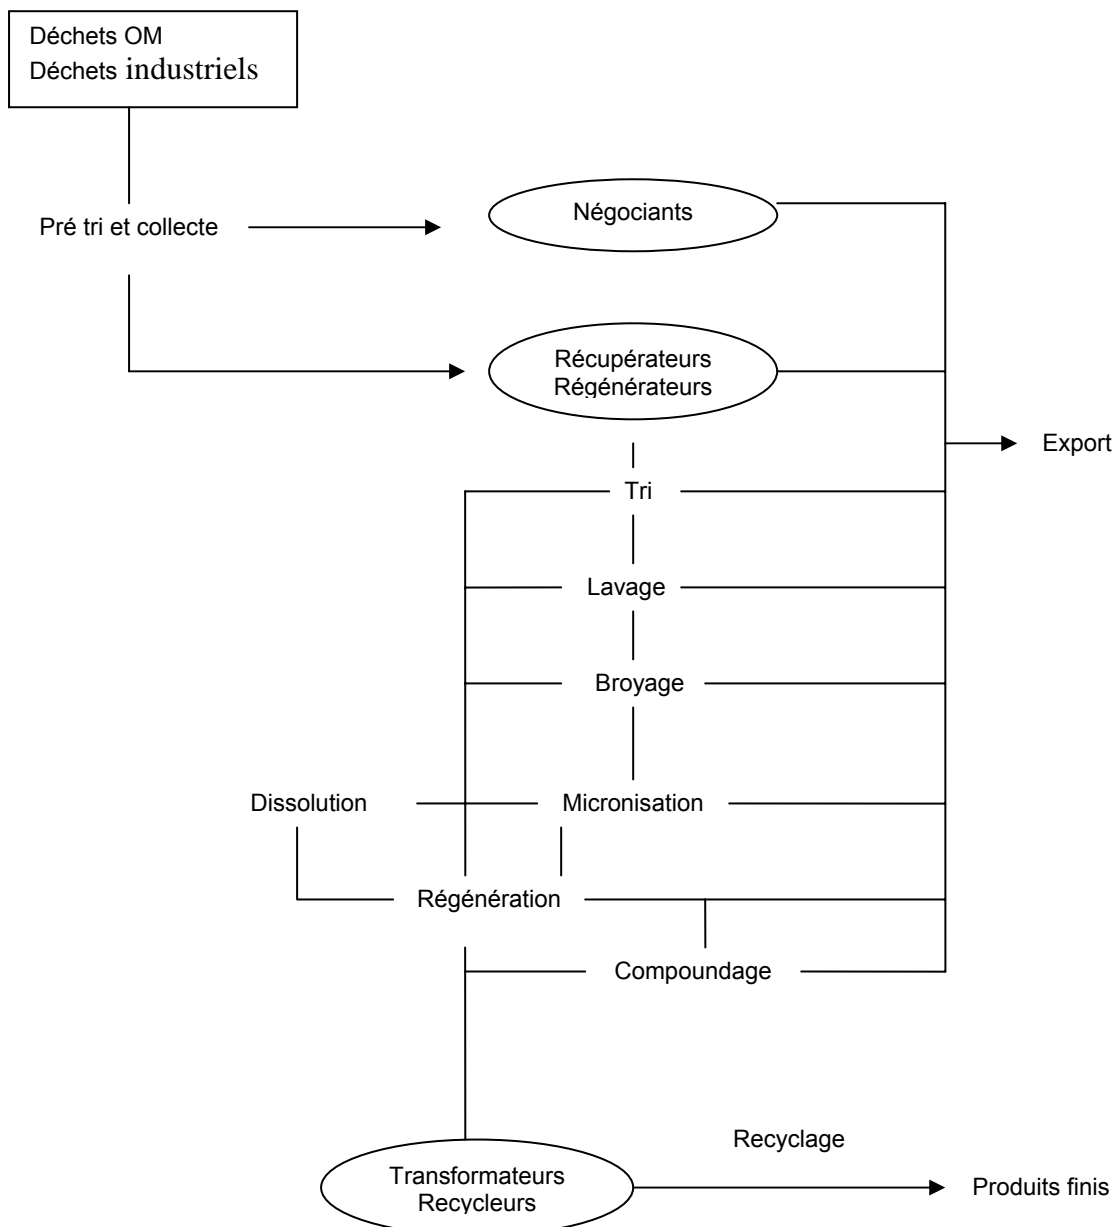 Déchets OM
Déchets industriels
Pré tri et collecte
Négociants
Récupérateurs
Régénérateurs
Export
Tri
Lavage
Broyage
Dissolution
Micronisation
Régénération
Compoundage
Recyclage
Transformateurs
Recycleurs
Produits finis